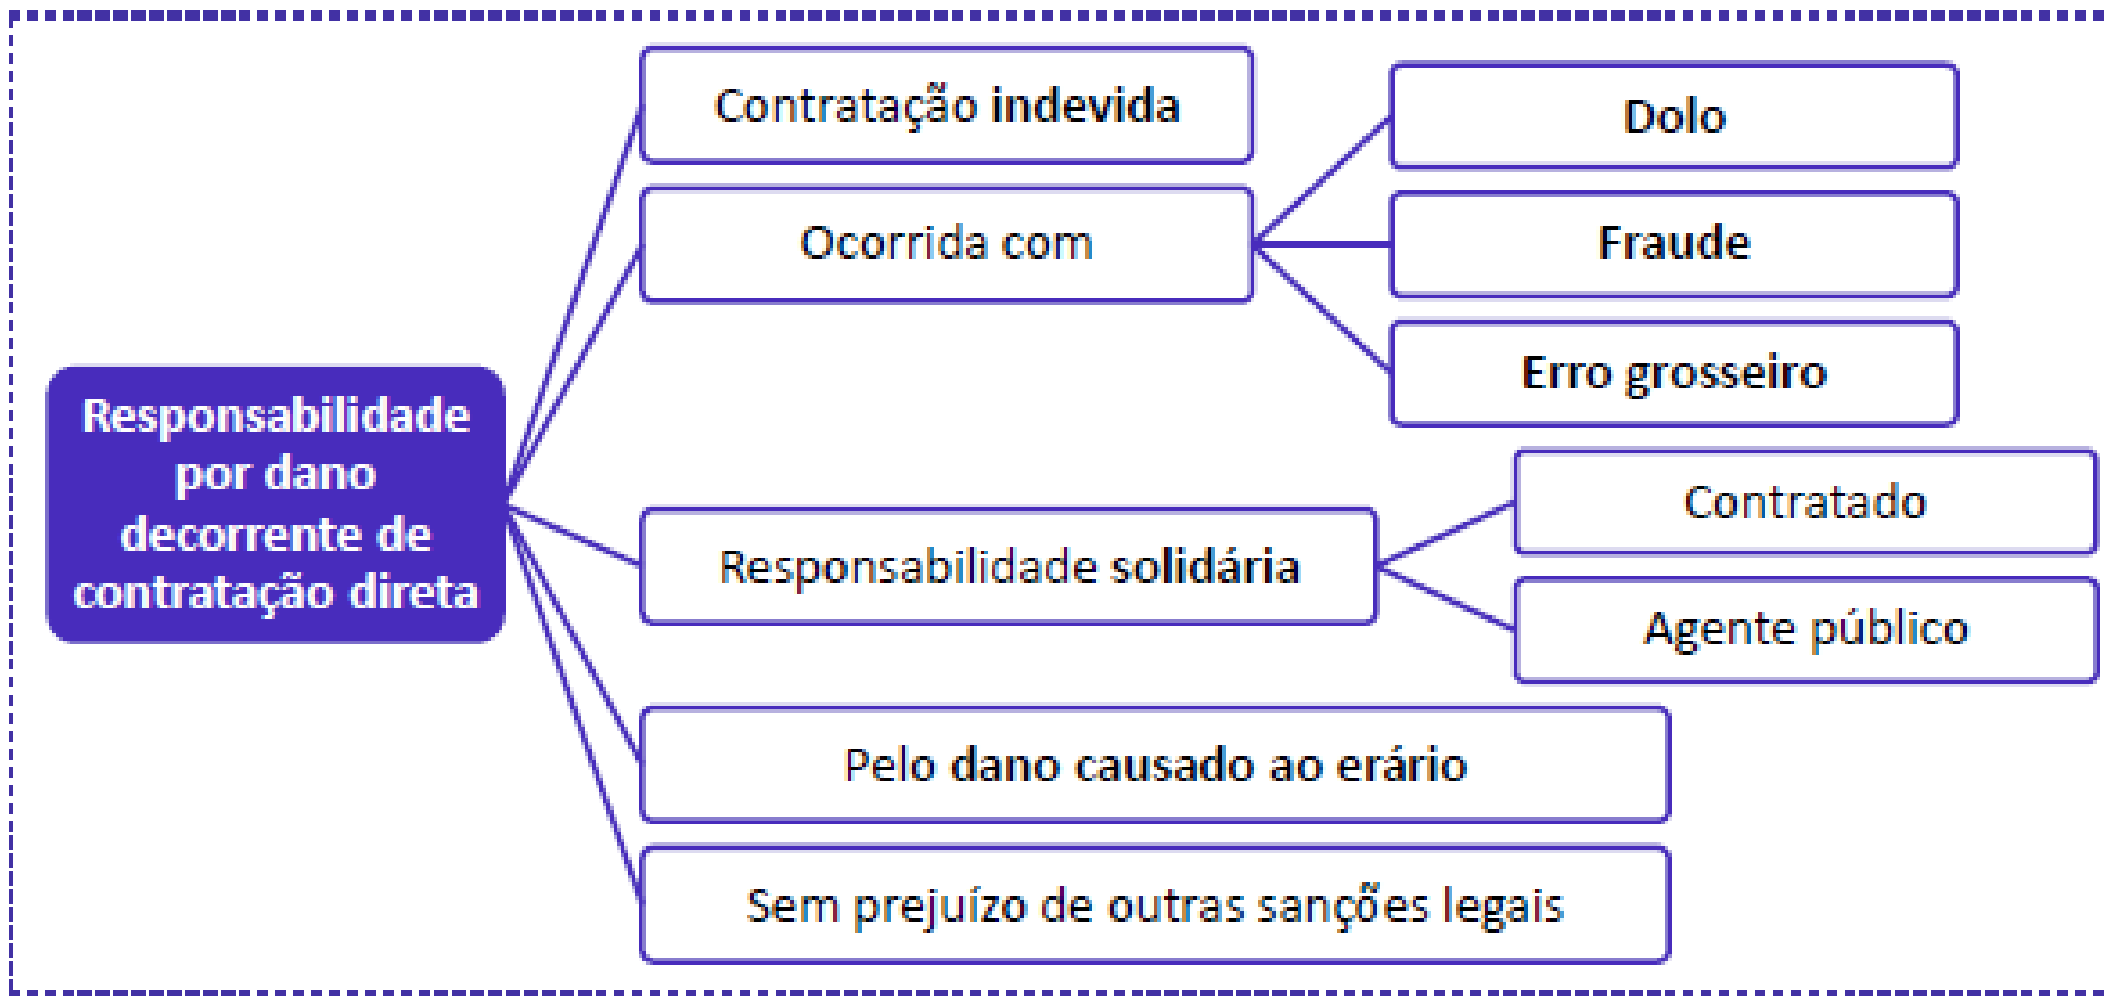 Responsabilidade
por dano
decorrente de
contratação direta
Contratação indevida
Ocorrida com
Dolo
Fraude
Erro grosseiro
Responsabilidade solidária
Contratado
Agente público
Pelo dano causado ao erário
Sem prejuízo de outras sanções legais